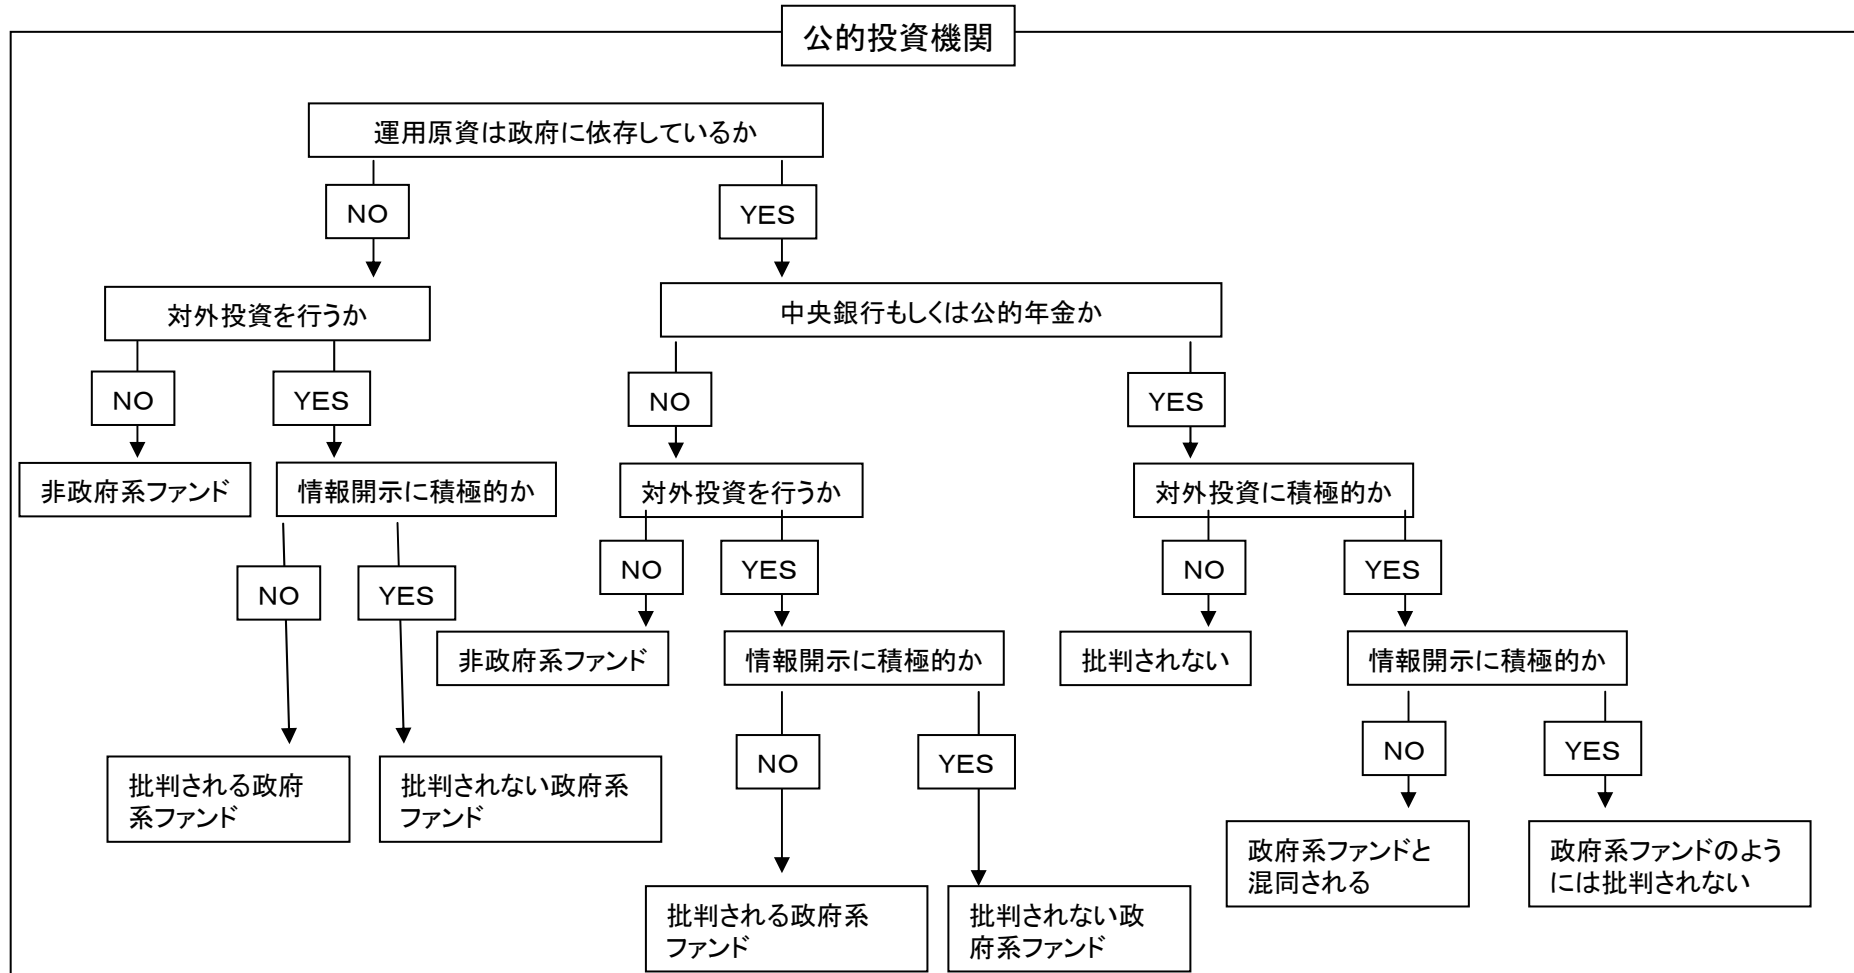 公的投資機関
運用原資は政府に依存しているか
NO
YES
対外投資を行うか
中央銀行もしくは公的年金か
NO
YES
NO
YES
非政府系ファンド
情報開示に積極的か
対外投資を行うか
対外投資に積極的か
NO
YES
NO
YES
NO
YES
非政府系ファンド
情報開示に積極的か
批判されない
情報開示に積極的か
NO
YES
NO
YES
批判される政府
系ファンド
批判されない政府系
ファンド
政府系ファンドと
混同される
政府系ファンドのよう
には批判されない
批判される政府系
ファンド
批判されない政
府系ファンド